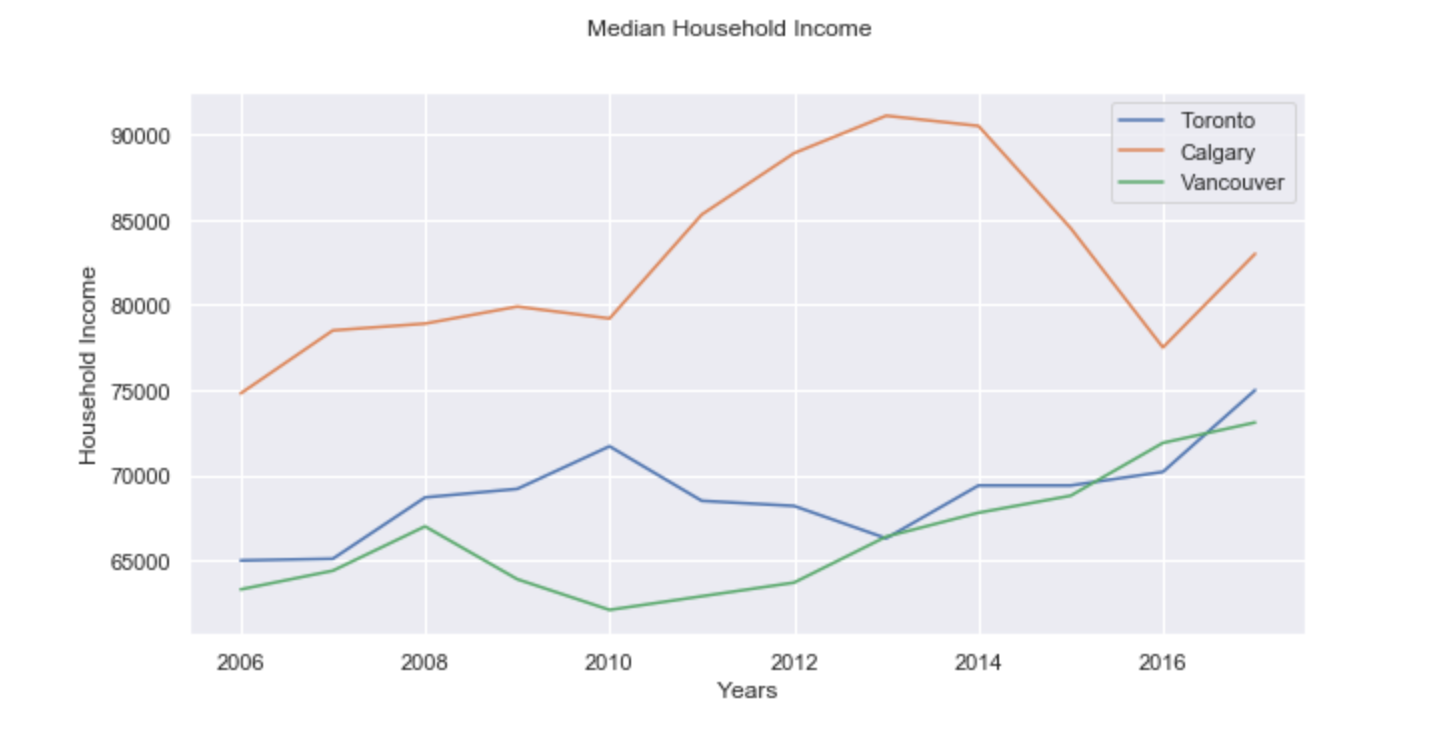 Median Household Income
Toronto
Calgary
Vancouver
90000
85000
80000
75000
70000
65000
Household Income
2006 2008 2010 2012 2014 2016
Years